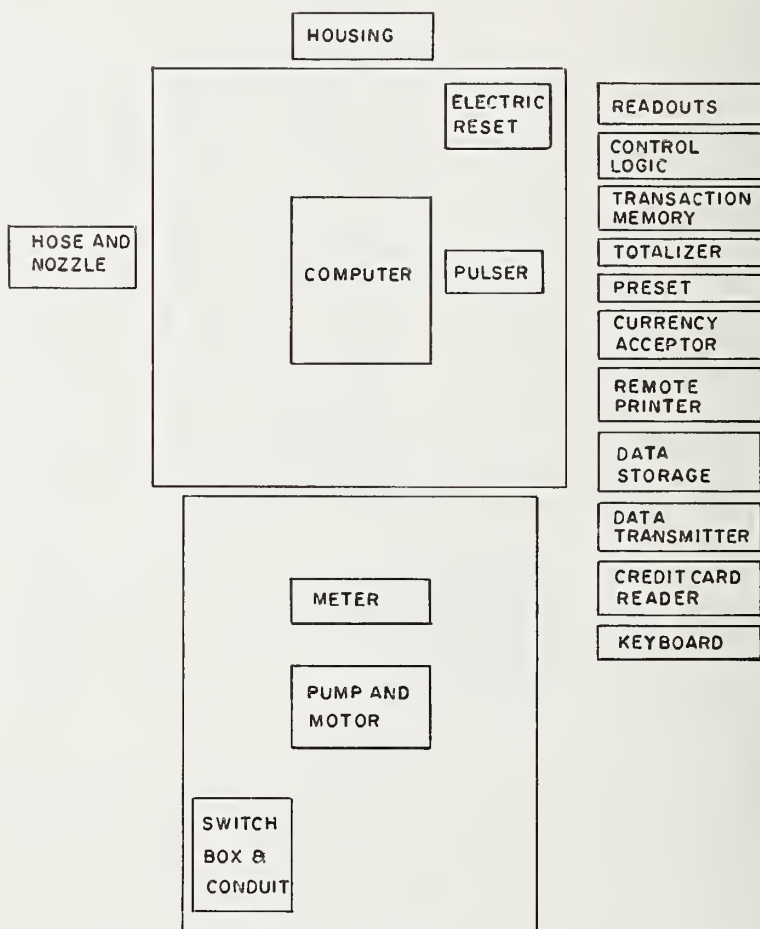 HOUSING
ELECTRIC
RESET
HOSE AND
NOZZLE
COMPUTER
PULSER
READOUTS
CONTROL
LOGIC
TRANSACTION
MEMORY
TOTALIZER
PRESET
CURRENCY
ACCEPTOR
REMOTE
PRINTER
DATA
STORAGE
DATA
TRANSMITTER
CREDIT CARD
READER
KEYBOARD
METER
PUMP AND
MOTOR
SWITCH
BOX &
CONDUIT